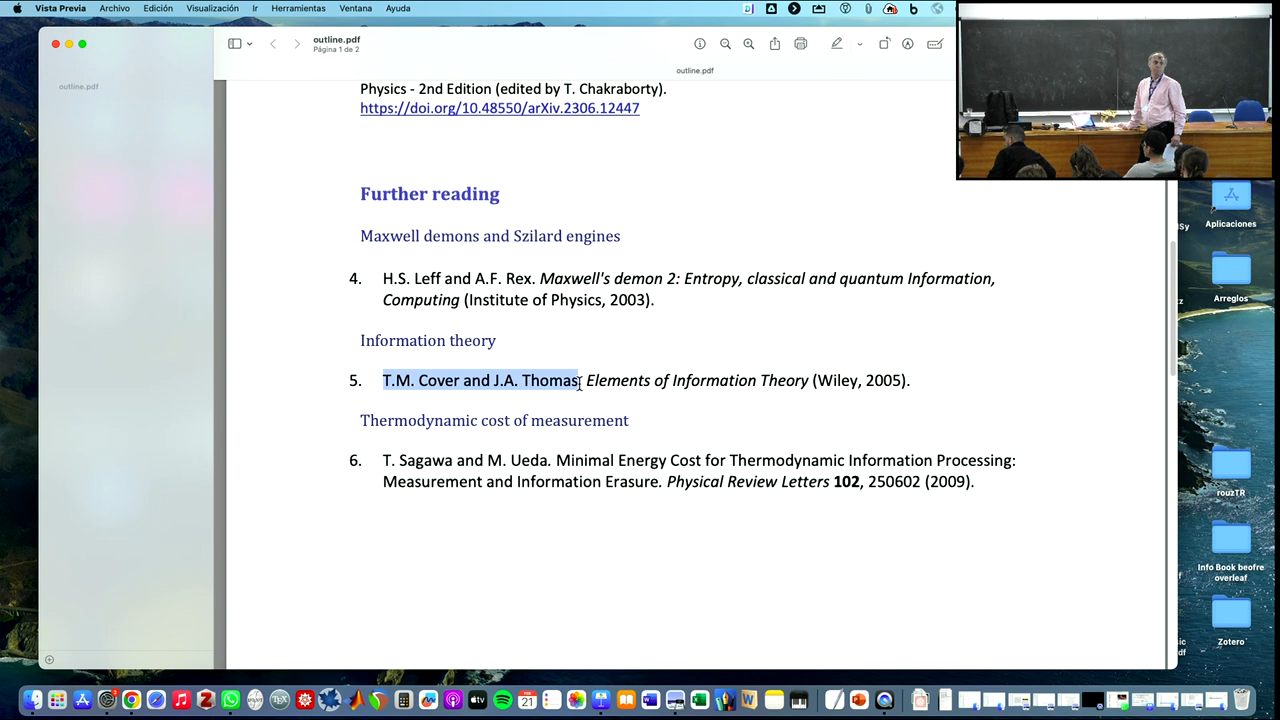 Vista Previa Archivo Edición Visualización Ir Herramientas Ventana Ayuda
outline.pdf
Página 1 de 2
outline.pdf
outline.pdf
Physics - 2nd Edition (edited by T. Chakraborty).
https://doi.org/10.48550/arXiv.2306.12447
Further reading
Maxwell demons and Szilard engines
4. H.S. Leff and A.F. Rex. Maxwell's demon 2: Entropy, classical and quantum Information,
Computing (Institute of Physics, 2003).
Information theory
5. T.M. Cover and J.A. Thomas. Elements of Information Theory (Wiley, 2005).
Thermodynamic cost of measurement
6. T. Sagawa and M. Ueda. Minimal Energy Cost for Thermodynamic Information Processing:
Measurement and Information Erasure. Physical Review Letters 102, 250602 (2009).
Aplicaciones
Arreglos
rouzTR
Info Book beofre
overleaf
Zotero